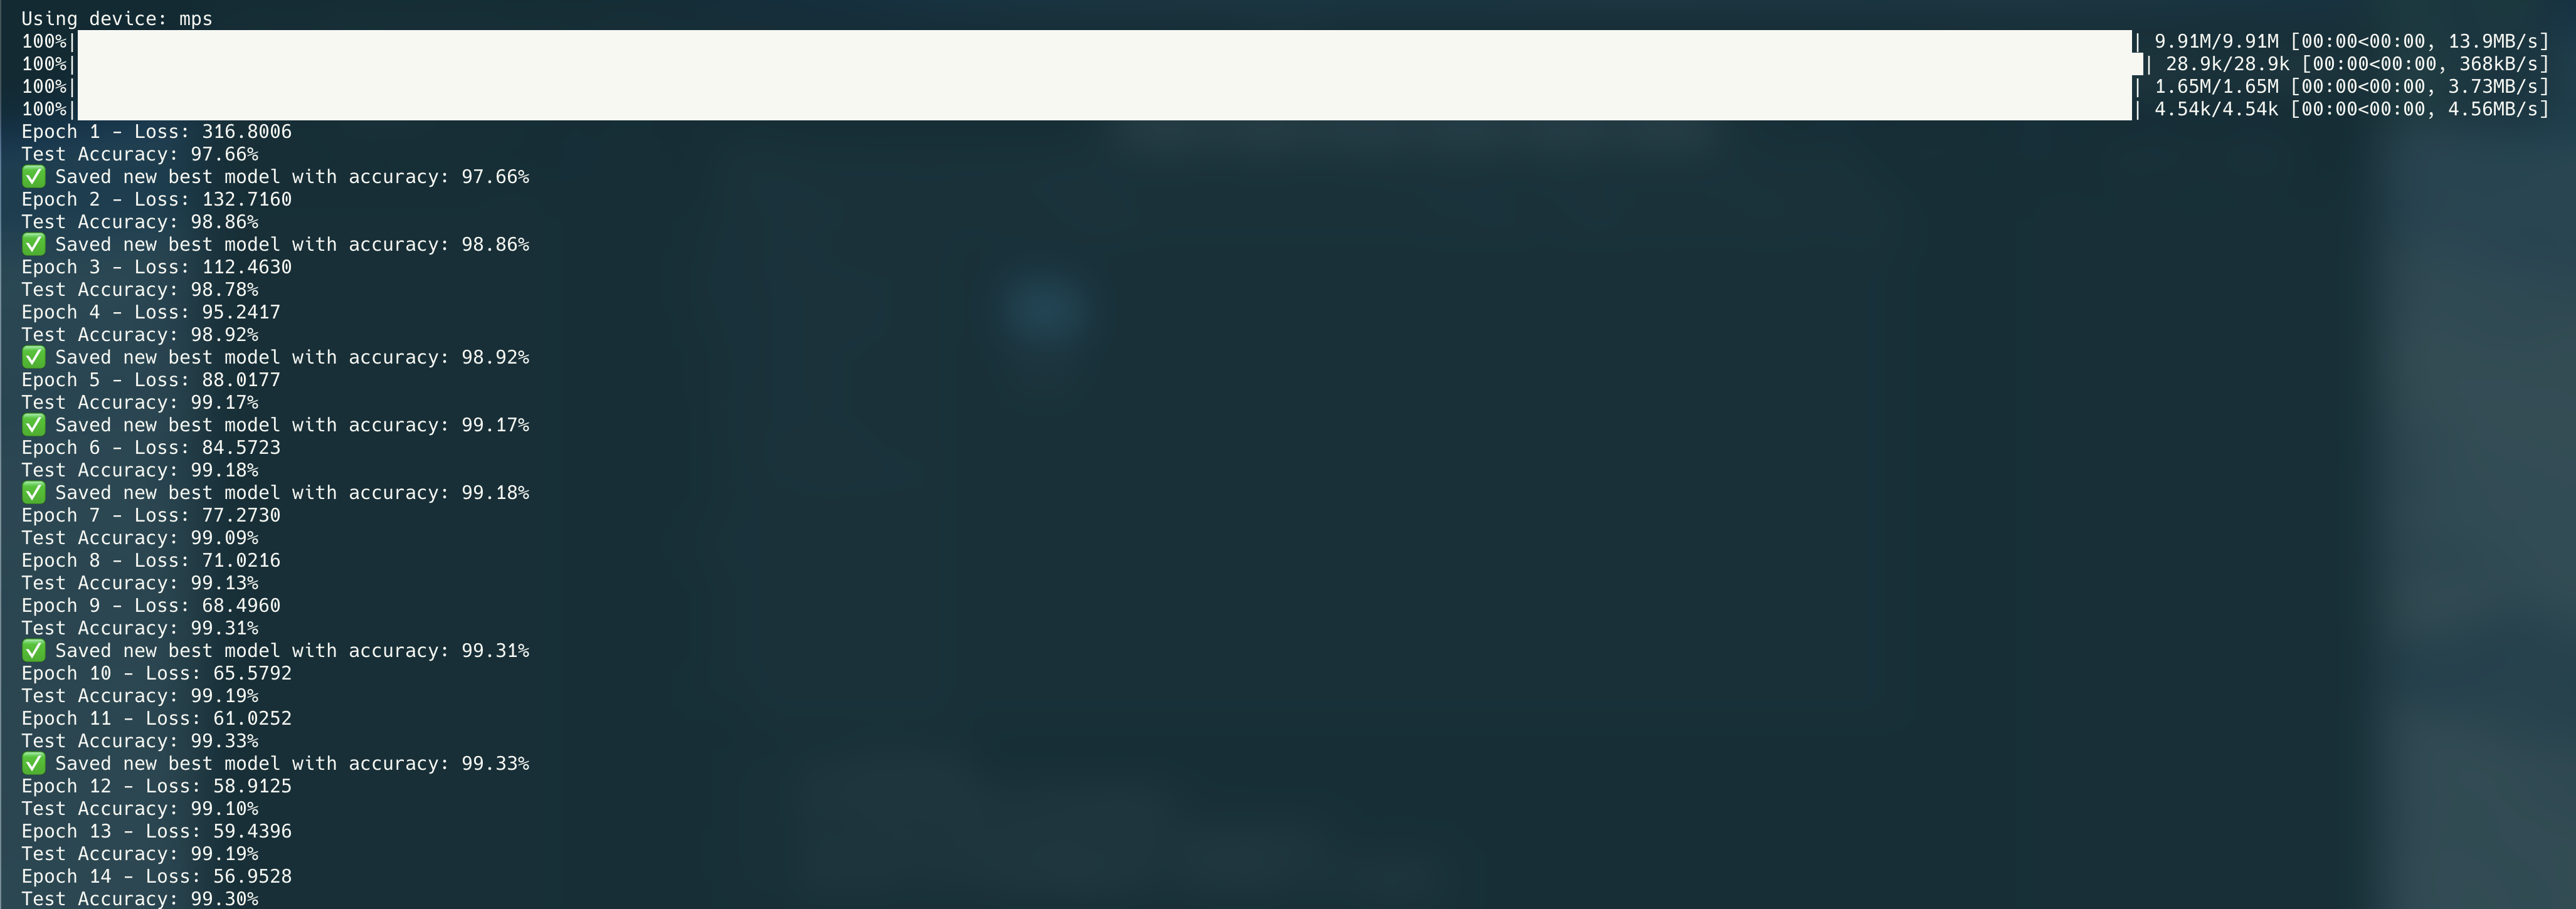 Using device: mps
100%| | 9.91M/9.91M [00:00<00:00, 13.9MB/s]
100%| | 28.9k/28.9k [00:00<00:00, 368kB/s]
100%| | 1.65M/1.65M [00:00<00:00, 3.73MB/s]
100%| | 4.54k/4.54k [00:00<00:00, 4.56MB/s]
Epoch 1 - Loss: 316.8006
Test Accuracy: 97.66%
✅ Saved new best model with accuracy: 97.66%
Epoch 2 - Loss: 132.7160
Test Accuracy: 98.86%
✅ Saved new best model with accuracy: 98.86%
Epoch 3 - Loss: 112.4630
Test Accuracy: 98.78%
Epoch 4 - Loss: 95.2417
Test Accuracy: 98.92%
✅ Saved new best model with accuracy: 98.92%
Epoch 5 - Loss: 88.0177
Test Accuracy: 99.17%
✅ Saved new best model with accuracy: 99.17%
Epoch 6 - Loss: 84.5723
Test Accuracy: 99.18%
✅ Saved new best model with accuracy: 99.18%
Epoch 7 - Loss: 77.2730
Test Accuracy: 99.09%
Epoch 8 - Loss: 71.0216
Test Accuracy: 99.13%
Epoch 9 - Loss: 68.4960
Test Accuracy: 99.31%
✅ Saved new best model with accuracy: 99.31%
Epoch 10 - Loss: 65.5792
Test Accuracy: 99.19%
Epoch 11 - Loss: 61.0252
Test Accuracy: 99.33%
✅ Saved new best model with accuracy: 99.33%
Epoch 12 - Loss: 58.9125
Test Accuracy: 99.10%
Epoch 13 - Loss: 59.4396
Test Accuracy: 99.19%
Epoch 14 - Loss: 56.9528
Test Accuracy: 99.30%